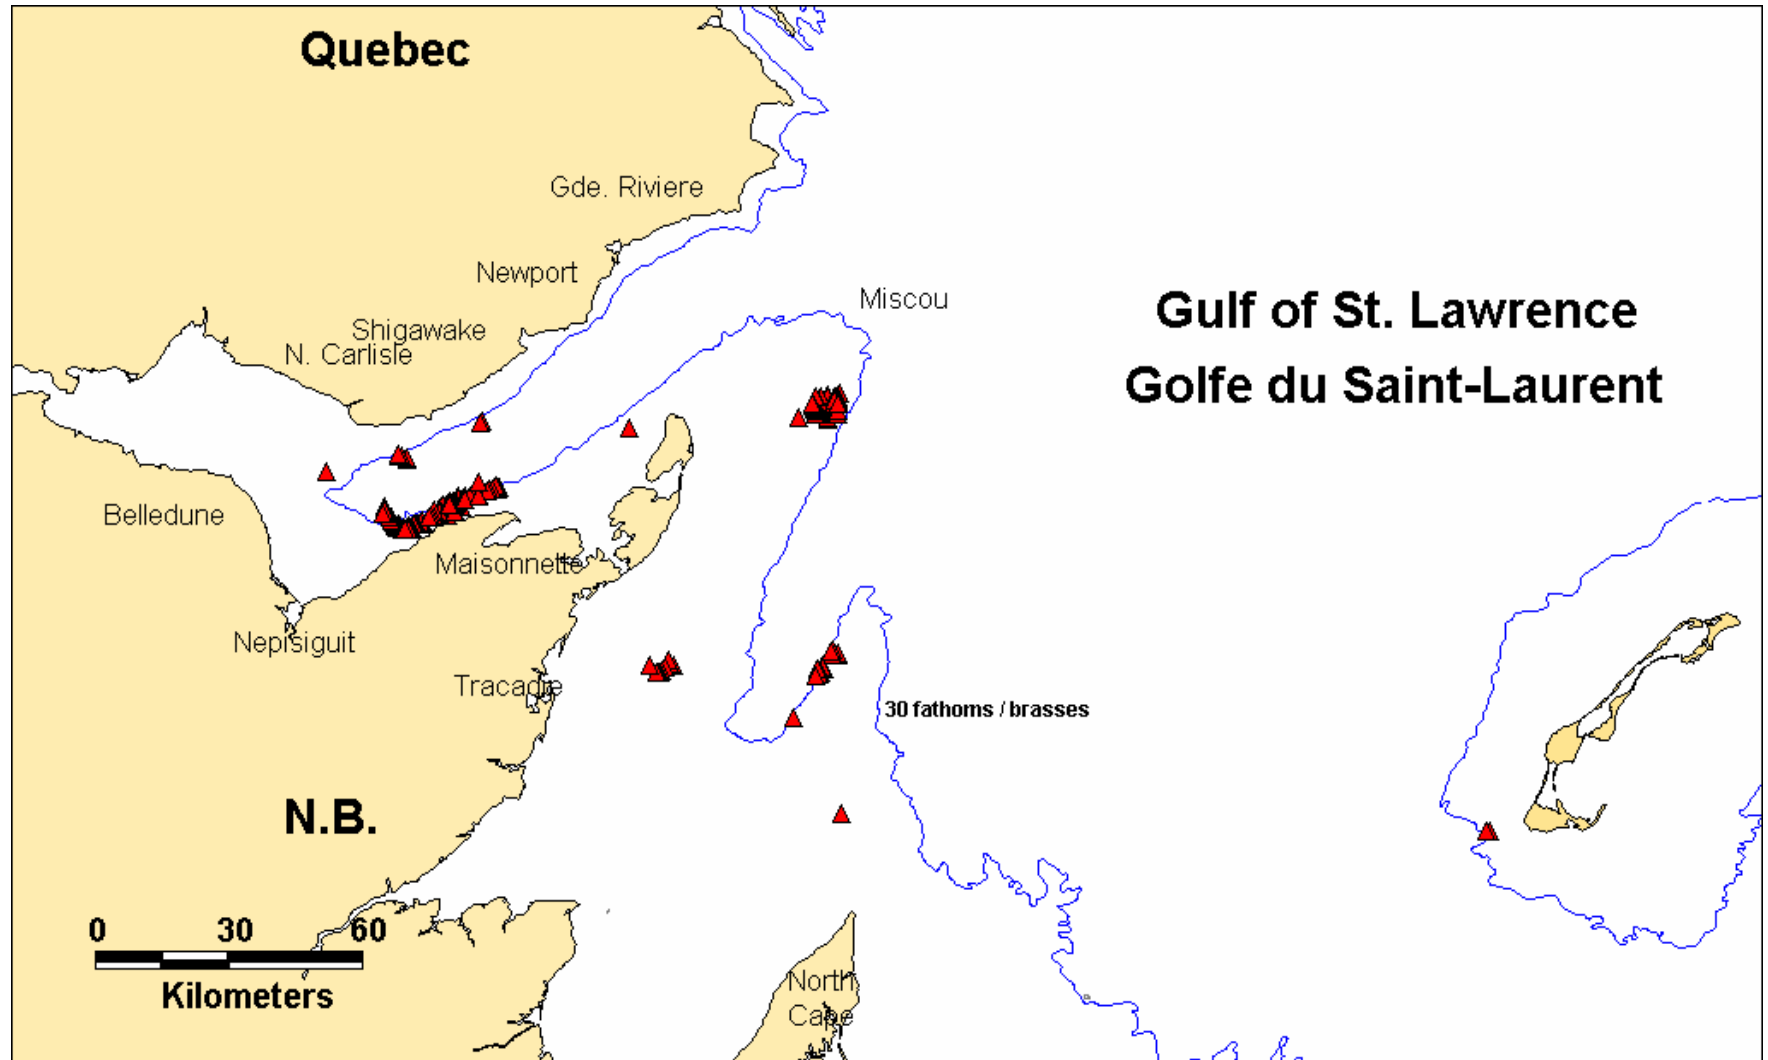 Quebec
Gde. Riviere
Newport
Miscou
Gulf of St. Lawrence
Golfe du Saint-Laurent
Shigawake
N. Carlisle
Belledune
Maisonnette
Nepisiguit
Tracadie
30 fathoms / brasses
N.B.
0 30 60
Kilometers
North
Cape